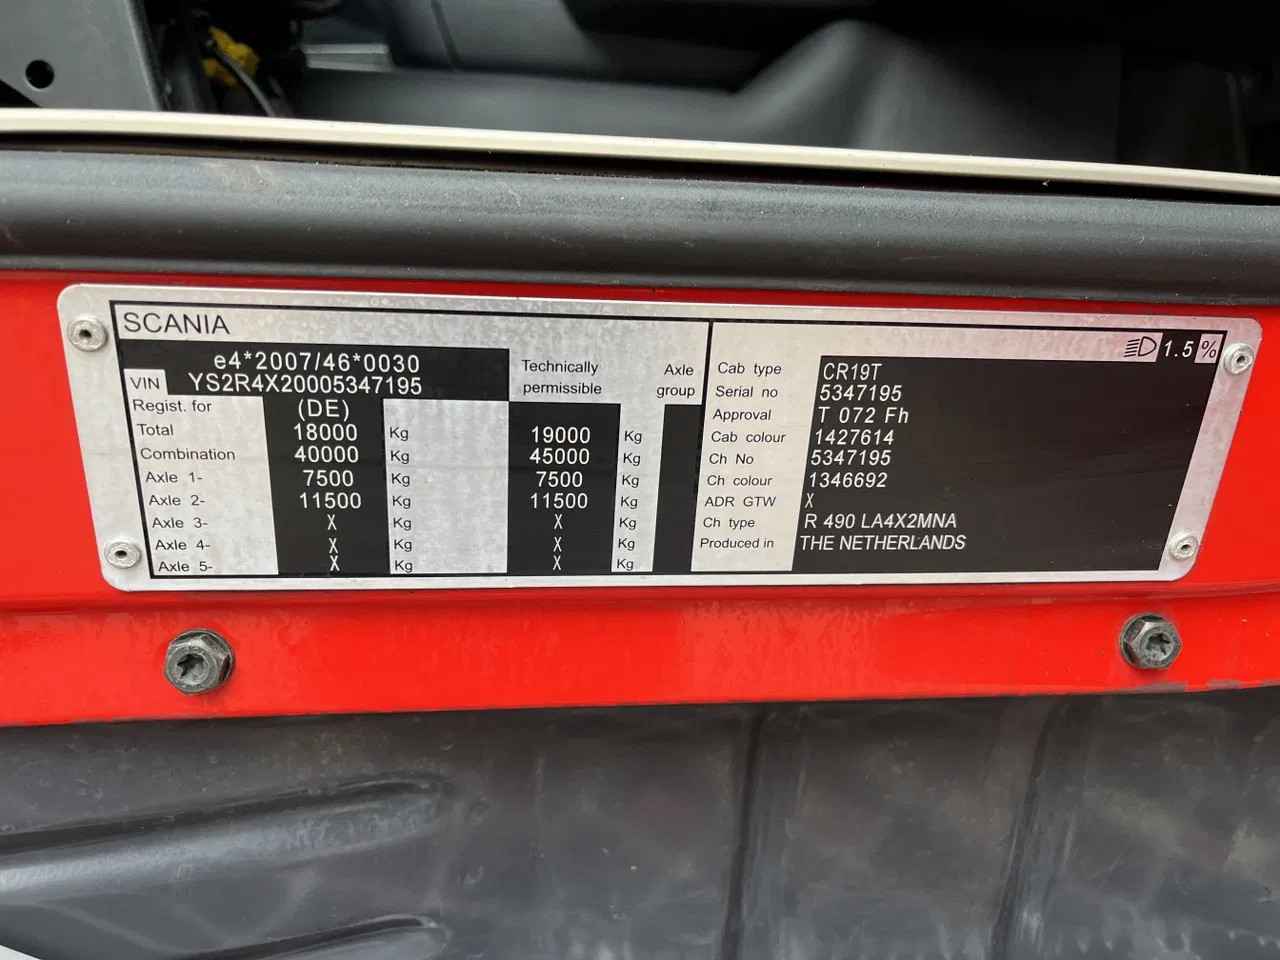 SCANIA
e4*2007/46*0030
VIN YS2R4X20005347195
Regist. for (DE)
Technically permissible
Axle group
Total 18000 Kg 19000 Kg
Combination 40000 Kg 45000 Kg
Axle 1- 7500 Kg 7500 Kg
Axle 2- 11500 Kg 11500 Kg
Axle 3- X Kg X Kg
Axle 4- X Kg X Kg
Axle 5- X Kg X Kg
1.5 %
Cab type CR19T
Serial no 5347195
Approval T 072 Fh
Cab colour 1427614
Ch No 5347195
Ch colour 1346692
ADR GTW X
Ch type R 490 LA4X2MNA
Produced in THE NETHERLANDS